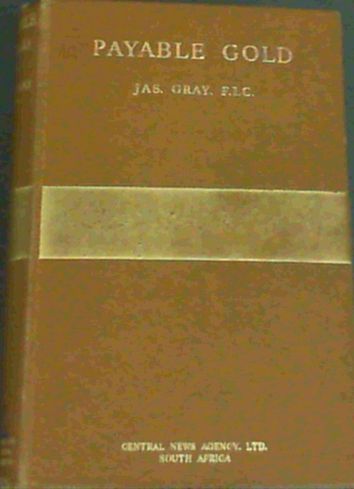 PAYABLE GOLD
JAS. GRAY. F.I.C.
CENTRAL NEWS AGENCY, LTD.
SOUTH AFRICA